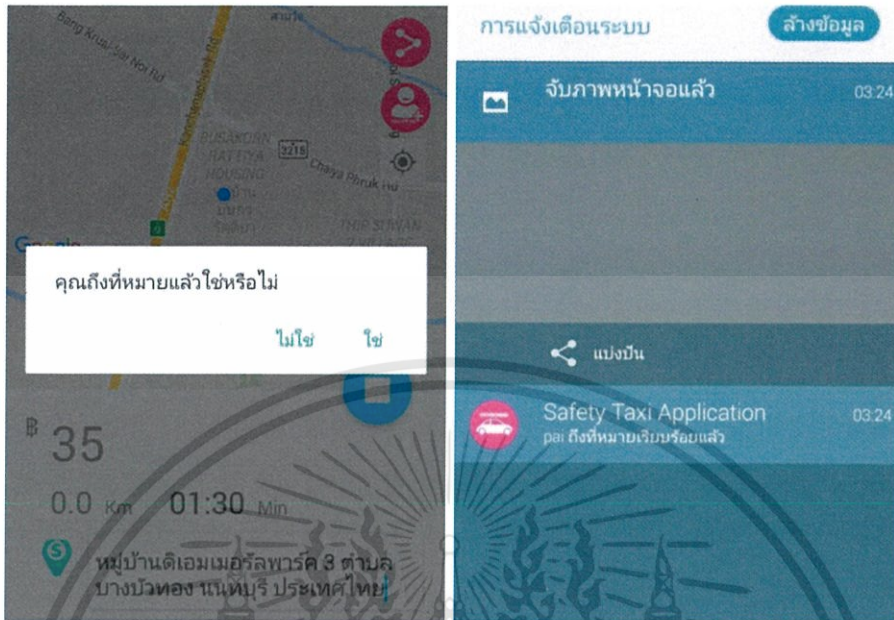 Bang Kruai-Sai Noi Rd
Kanchanaphisek Rd
BUSAKORN
RATTIYA
HOUSING
3215
Chaiya Phruk Rd
THIP SUWAN
คุณถึงที่หมายแล้วใช่หรือไม่
ไม่ใช่ ใช่
฿ 35
0.0 Km 01:30 Min
S
หมู่บ้านดิเอมเมอรัลพาร์ค 3 ตำบล
บางบัวทอง นนทบุรี ประเทศไทย
การแจ้งเตือนระบบ ล้างข้อมูล
จับภาพหน้าจอแล้ว 03:24
แบ่งปัน
Safety Taxi Application 03:24
pai ถึงที่หมายเรียบร้อยแล้ว